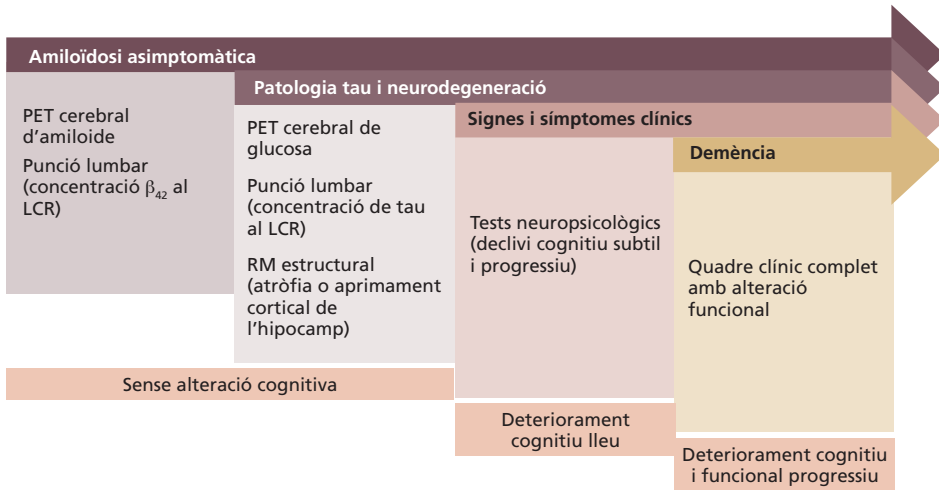 Amiloïdosi asimptomàtica
PET cerebral
d'amiloide
Punció lumbar
(concentració β₄₂ al
LCR)
Patologia tau i neurodegeneració
PET cerebral de
glucosa
Punció lumbar
(concentració de tau
al LCR)
RM estructural
(atròfia o aprimament
cortical de
l'hipocamp)
Sense alteració cognitiva
Signes i símptomes clínics
Tests neuropsicològics
(declivi cognitiu subtil
i progressiu)
Deteriorament
cognitiu lleu
Demència
Quadre clínic complet
amb alteració
funcional
Deteriorament cognitiu
i funcional progressiu